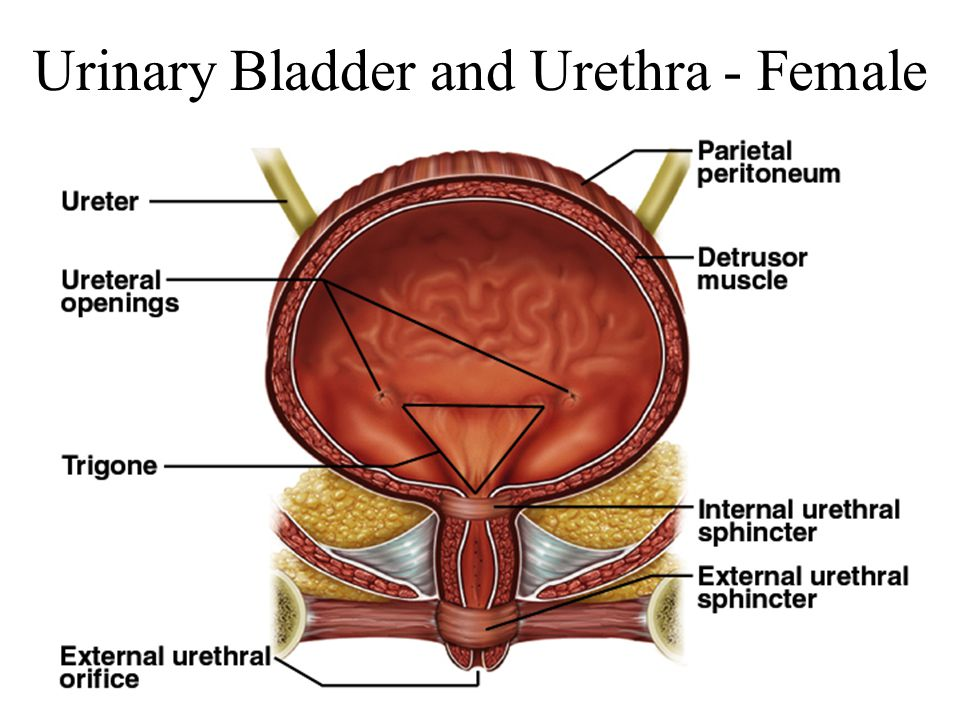 Urinary Bladder and Urethra - Female
Parietal
peritoneum
Ureter
Detrusor
muscle
Ureteral
openings
Trigone
Internal urethral
sphincter
External urethral
sphincter
External urethral
orifice